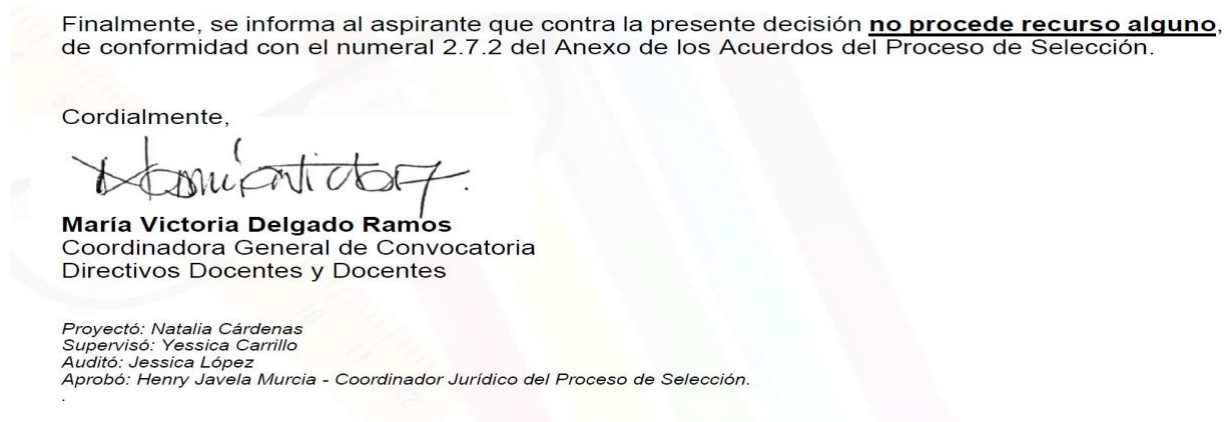 Finalmente, se informa al aspirante que contra la presente decisión no procede recurso alguno,
de conformidad con el numeral 2.7.2 del Anexo de los Acuerdos del Proceso de Selección.
Cordialmente,
María Victoria Delgado Ramos
Coordinadora General de Convocatoria
Directivos Docentes y Docentes
Proyectó: Natalia Cárdenas
Supervisó: Yessica Carrillo
Auditó: Jessica López
Aprobó: Henry Javela Murcia - Coordinador Jurídico del Proceso de Selección.
.